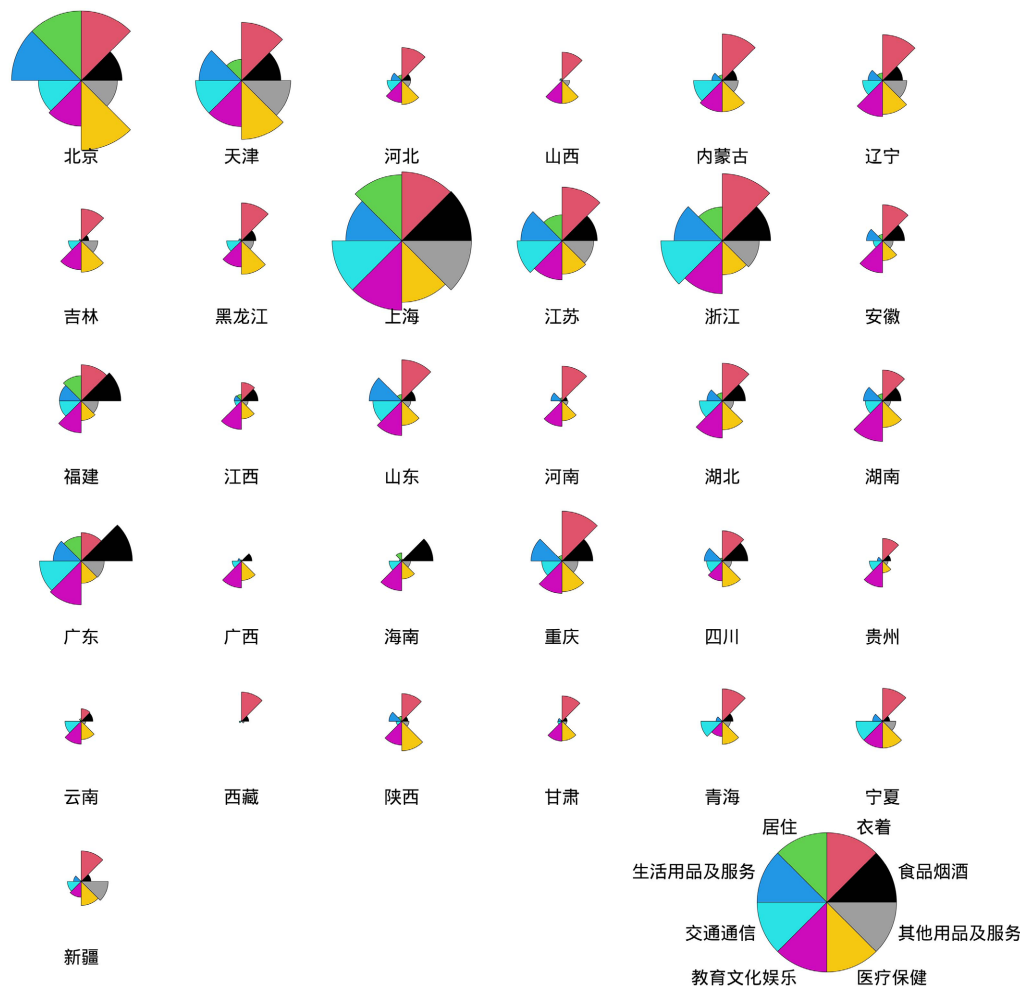 北京
天津
河北
山西
内蒙古
辽宁
吉林
黑龙江
上海
江苏
浙江
安徽
福建
江西
山东
河南
湖北
湖南
广东
广西
海南
重庆
四川
贵州
云南
西藏
陕西
甘肃
青海
宁夏
新疆
居住
衣着
生活用品及服务
食品烟酒
交通通信
其他用品及服务
教育文化娱乐
医疗保健